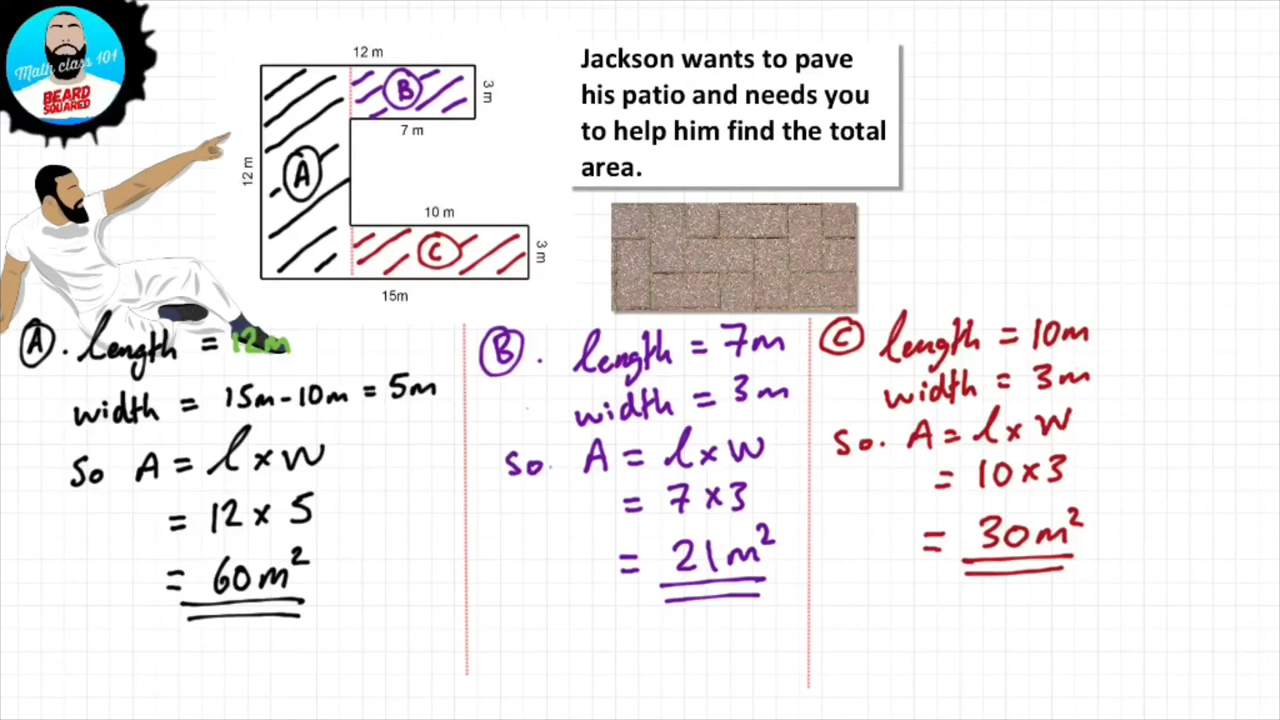 Math class 101
BEARD
SQUARED
12 m
B
3 m
7 m
12 m
A
10 m
C
3 m
15m
Jackson wants to pave
his patio and needs you
to help him find the total
area.
A. length = 12m
width = 15m - 10m = 5m
So A = l x w
= 12 x 5
= 60m²
B. length = 7m
width = 3m
So. A = l x w
= 7 x 3
= 21m²
C length = 10m
width = 3m
So. A = l x w
= 10 x 3
= 30m²